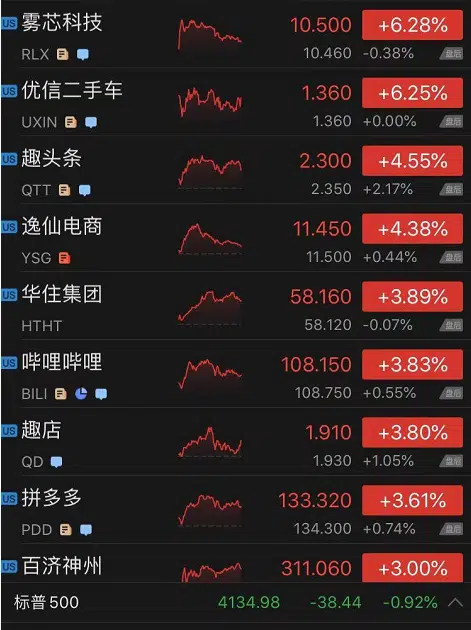 US 雾芯科技 10.500 +6.28%
RLX 10.460 -0.38% 盘后
US 优信二手车 1.360 +6.25%
UXIN 1.360 +0.00% 盘后
US 趣头条 2.300 +4.55%
QTT 2.350 +2.17% 盘后
US 逸仙电商 11.450 +4.38%
YSG 11.500 +0.44% 盘后
US 华住集团 58.160 +3.89%
HTHT 58.120 -0.07% 盘后
US 哔哩哔哩 108.150 +3.83%
BILI 108.750 +0.55% 盘后
US 趣店 1.910 +3.80%
QD 1.930 +1.05% 盘后
US 拼多多 133.320 +3.61%
PDD 134.300 +0.74% 盘后
US 百济神州 311.060 +3.00%
标普500 4134.98 -38.44 -0.92%